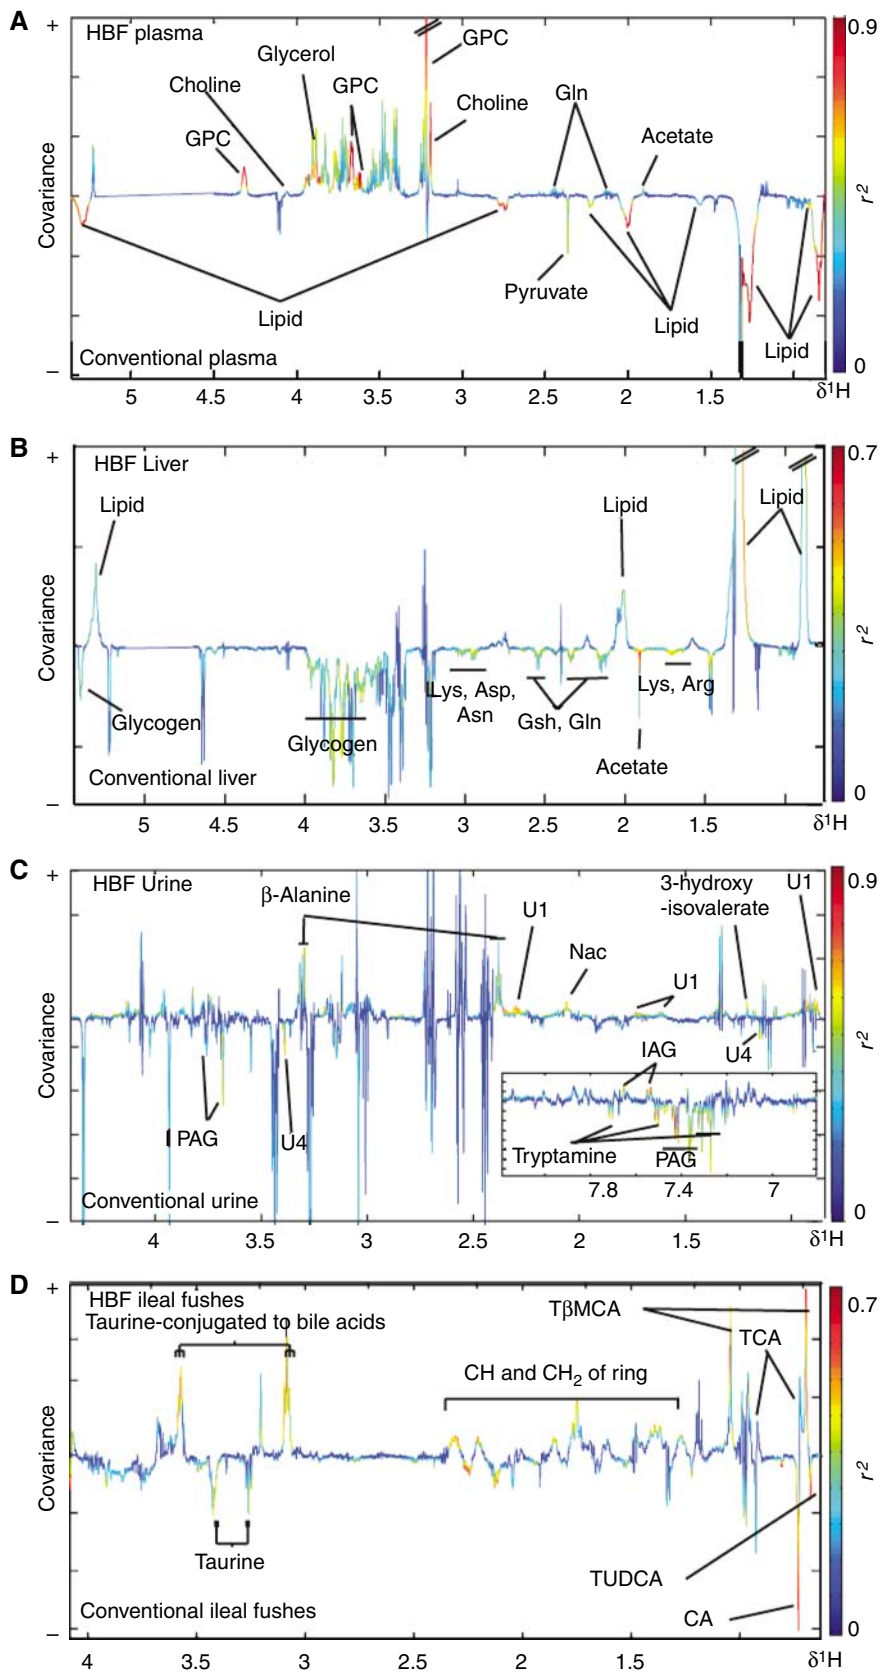 A
+
HBF plasma
0.9
GPC
Glycerol
Choline
GPC
Gln
Choline
Acetate
GPC
Covariance
r²
Pyruvate
Lipid
Lipid
Lipid
Conventional plasma
0
–
5 4.5 4 3.5 3 2.5 2 1.5 δ¹H
B
+
HBF Liver
0.7
Lipid
Lipid
Lipid
Covariance
r²
Lys, Asp,
Asn
Lys, Arg
Glycogen
Gsh, Gln
Glycogen
Acetate
Conventional liver
0
–
5 4.5 4 3.5 3 2.5 2 1.5 δ¹H
C
+
HBF Urine
0.9
β-Alanine
3-hydroxy
-isovalerate
U1
U1
Nac
U1
Covariance
r²
IAG
U4
PAG
U4
Tryptamine
PAG
7.8 7.4 7
Conventional urine
0
–
4 3.5 3 2.5 2 1.5 δ¹H
D
+
HBF ileal fushes
0.7
Taurine-conjugated to bile acids
TβMCA
TCA
CH and CH₂ of ring
Covariance
r²
Taurine
TUDCA
Conventional ileal fushes
CA
0
–
4 3.5 3 2.5 2 1.5 δ¹H